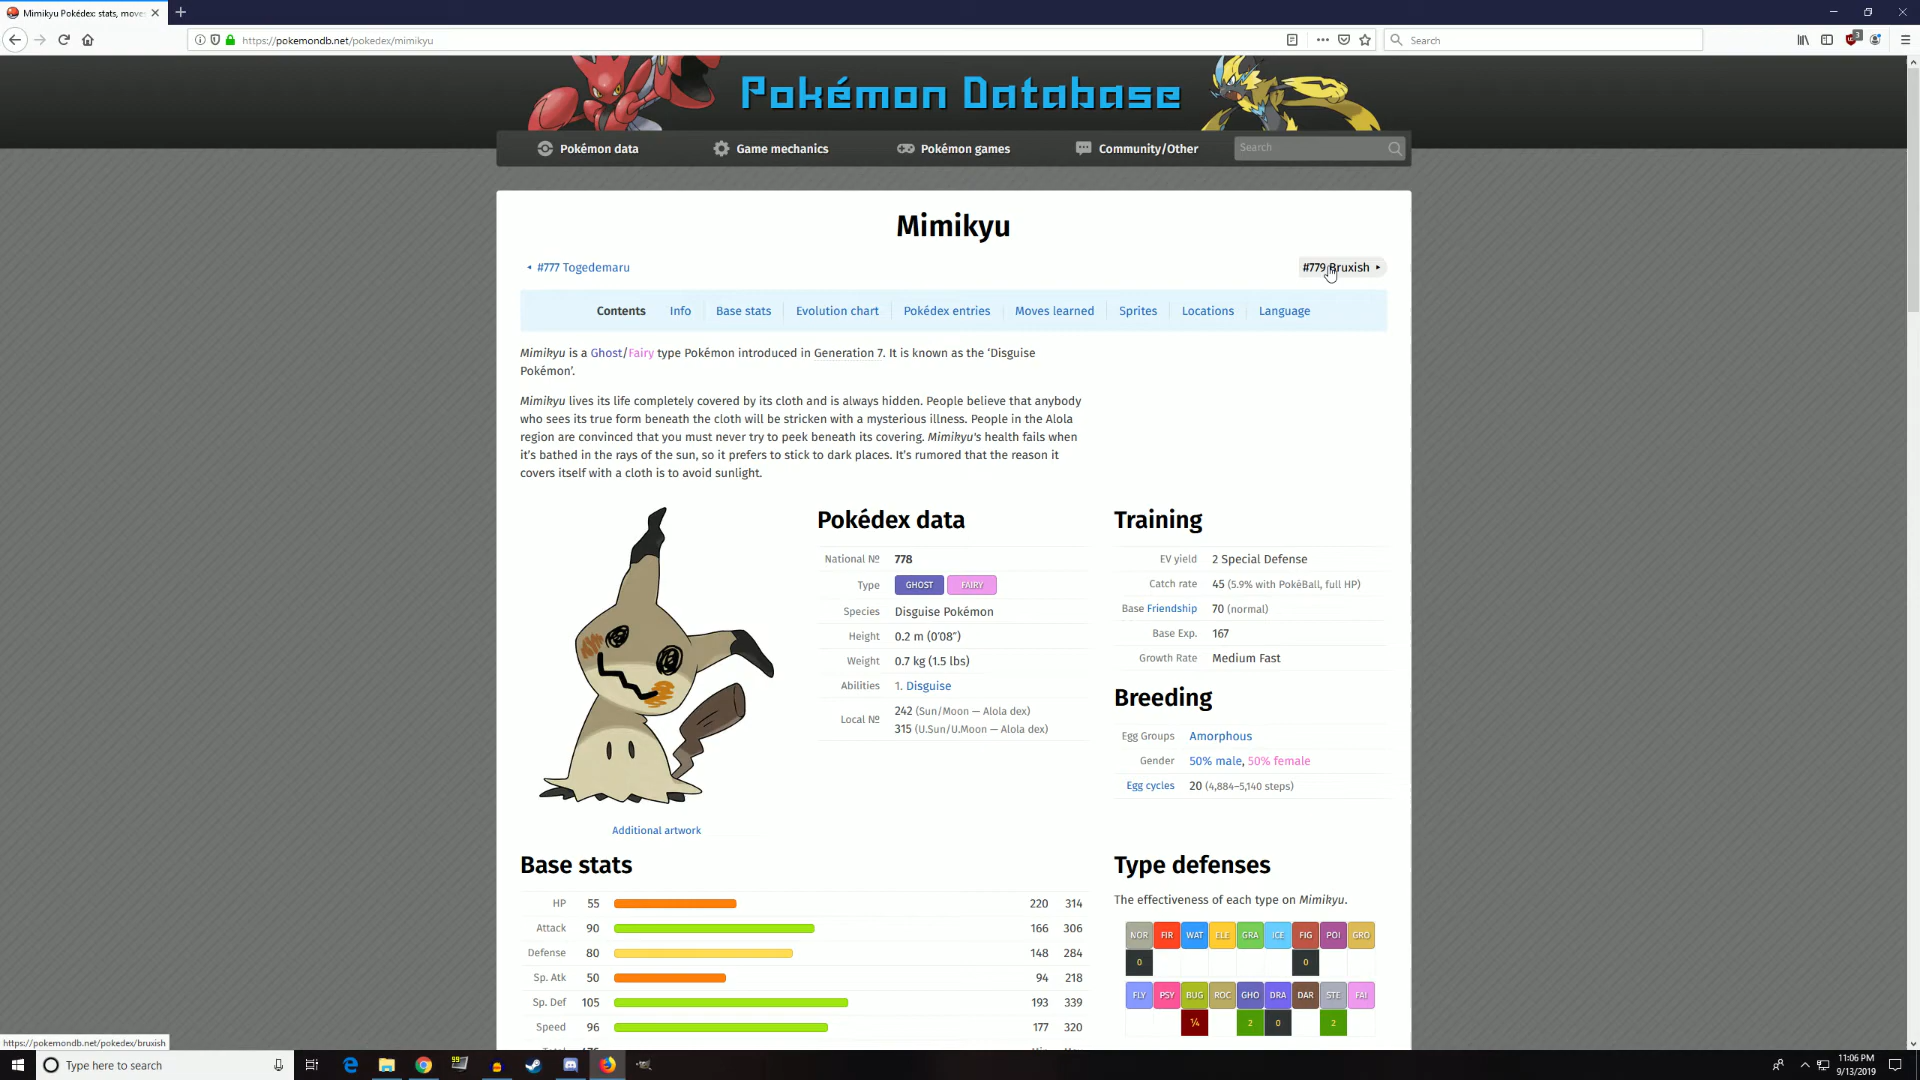 Mimikyu Pokédex: stats, move
https://pokemondb.net/pokedex/mimikyu
Search
Pokémon Database
Pokémon data
Game mechanics
Pokémon games
Community/Other
Search
Mimikyu
#777 Togedemaru
#779 Bruxish
Contents
Info
Base stats
Evolution chart
Pokédex entries
Moves learned
Sprites
Locations
Language
Mimikyu is a Ghost/Fairy type Pokémon introduced in Generation 7. It is known as the ‘Disguise
Pokémon’.
Mimikyu lives its life completely covered by its cloth and is always hidden. People believe that anybody
who sees its true form beneath the cloth will be stricken with a mysterious illness. People in the Alola
region are convinced that you must never try to peek beneath its covering. Mimikyu's health fails when
it’s bathed in the rays of the sun, so it prefers to stick to dark places. It’s rumored that the reason it
covers itself with a cloth is to avoid sunlight.
Additional artwork
Pokédex data
National № 778
Type GHOST FAIRY
Species Disguise Pokémon
Height 0.2 m (0′08″)
Weight 0.7 kg (1.5 lbs)
Abilities 1. Disguise
Local № 242 (Sun/Moon — Alola dex)
315 (U.Sun/U.Moon — Alola dex)
Training
EV yield 2 Special Defense
Catch rate 45 (5.9% with PokéBall, full HP)
Base Friendship 70 (normal)
Base Exp. 167
Growth Rate Medium Fast
Breeding
Egg Groups Amorphous
Gender 50% male, 50% female
Egg cycles 20 (4,884–5,140 steps)
Base stats
HP 55 220 314
Attack 90 166 306
Defense 80 148 284
Sp. Atk 50 94 218
Sp. Def 105 193 339
Speed 96 177 320
Type defenses
The effectiveness of each type on Mimikyu.
NOR FIR WAT ELE GRA ICE FIG POI GRO
0 0
FLY PSY BUG ROC GHO DRA DAR STE FAI
¼ 2 0 2
https://pokemondb.net/pokedex/bruxish
Type here to search
11:06 PM
9/13/2019